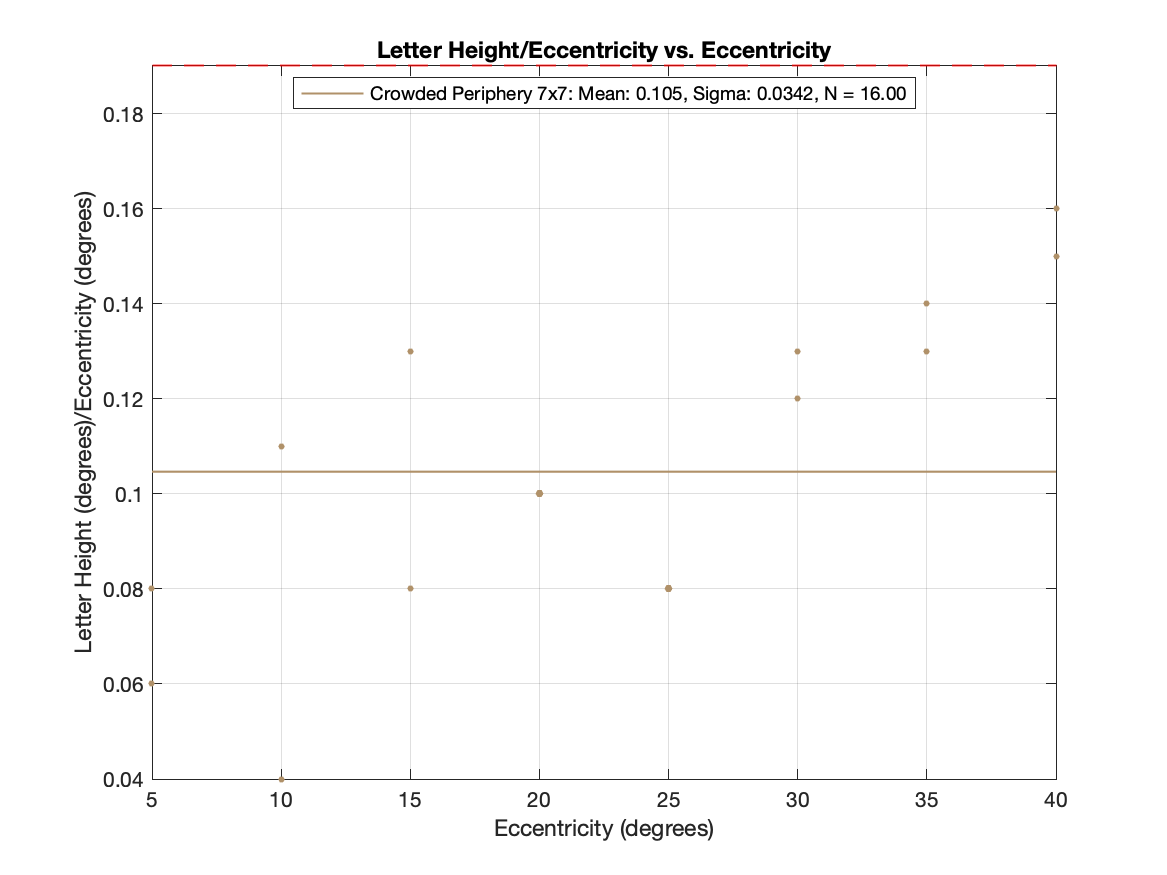 Letter Height/Eccentricity vs. Eccentricity
Crowded Periphery 7x7: Mean: 0.105, Sigma: 0.0342, N = 16.00
Letter Height (degrees)/Eccentricity (degrees)
0.18
0.16
0.14
0.12
0.1
0.08
0.06
0.04
5 10 15 20 25 30 35 40
Eccentricity (degrees)